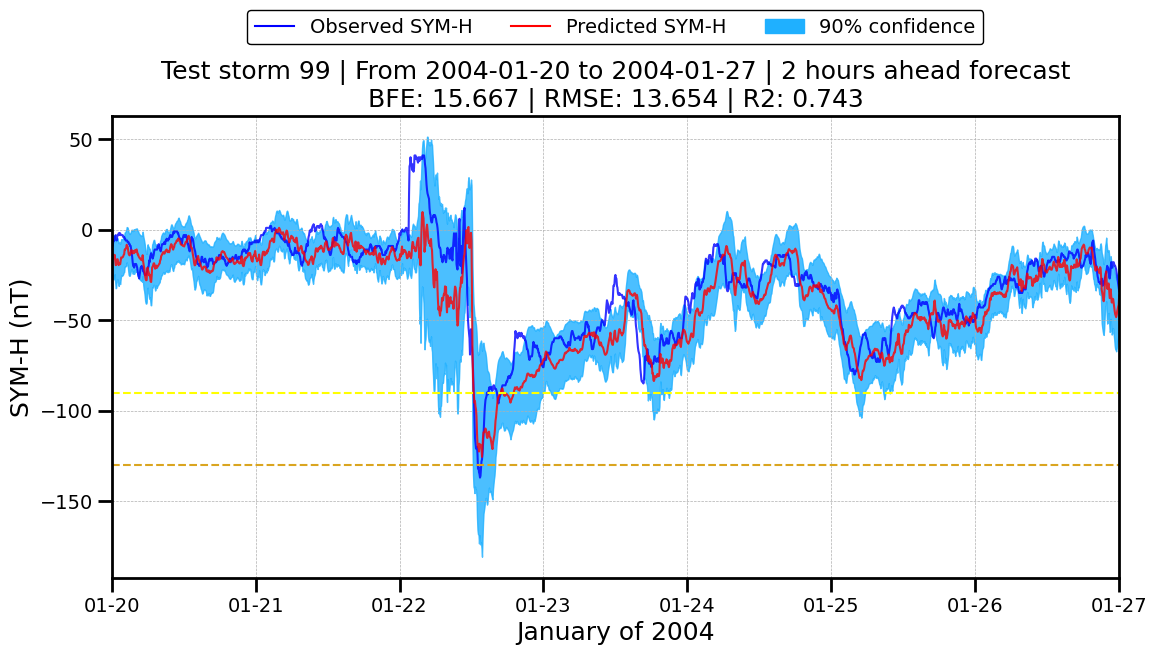 Observed SYM-H Predicted SYM-H 90% confidence
Test storm 99 | From 2004-01-20 to 2004-01-27 | 2 hours ahead forecast
BFE: 15.667 | RMSE: 13.654 | R2: 0.743
SYM-H (nT)
50
0
−50
−100
−150
01-20 01-21 01-22 01-23 01-24 01-25 01-26 01-27
January of 2004